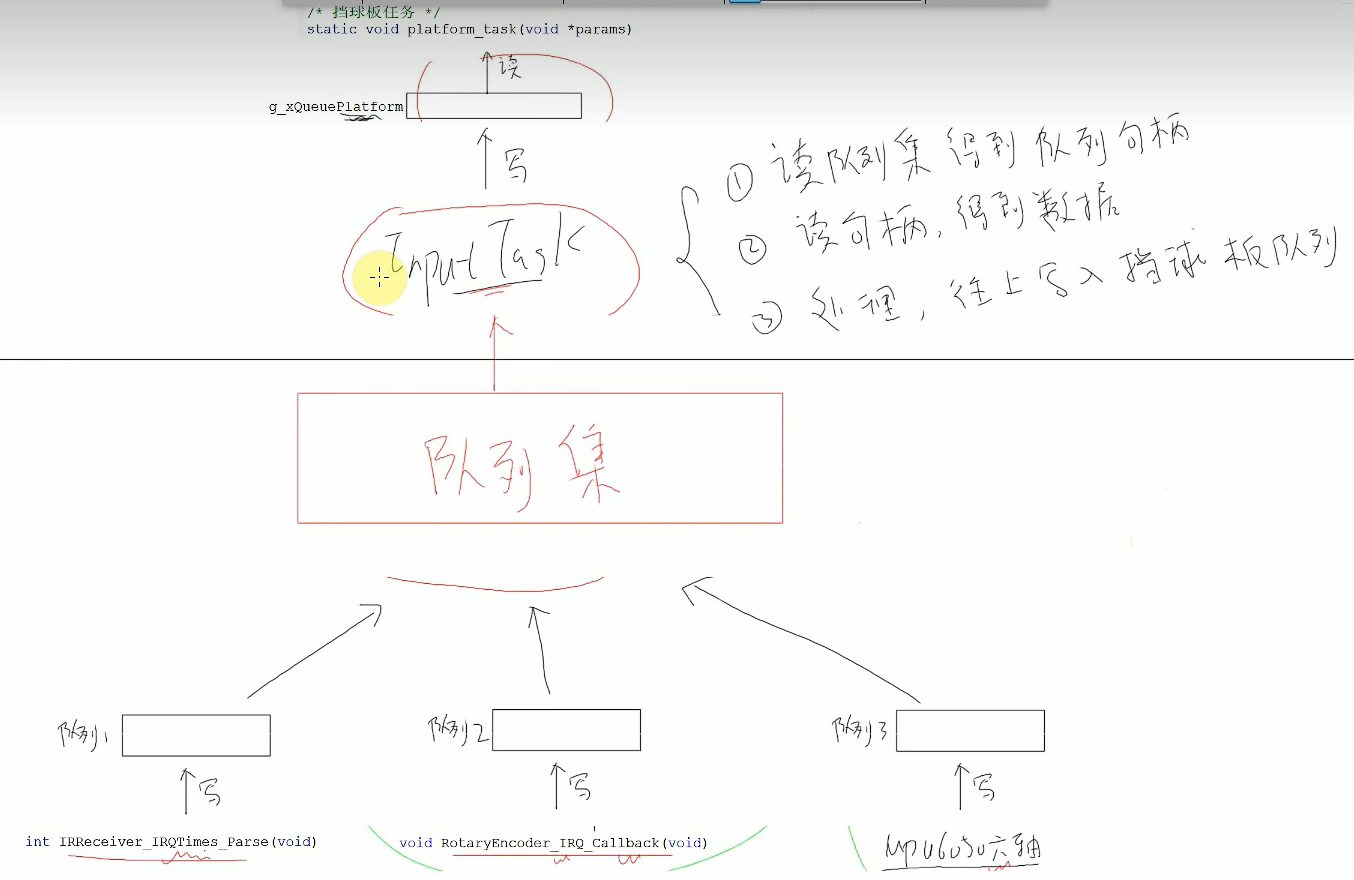 /* 挡球板任务 */
static void platform_task(void *params)
读
g_xQueuePlatform
写
Input Task
① 读队列集 得到 队列句柄
② 读句柄, 得到数据
③ 处理, 往上写入挡球板队列
队列集
队列1
队列2
队列3
写
写
写
int IRReceiver_IRQTimes_Parse(void)
void RotaryEncoder_IRQ_Callback(void)
Mpu6050六轴